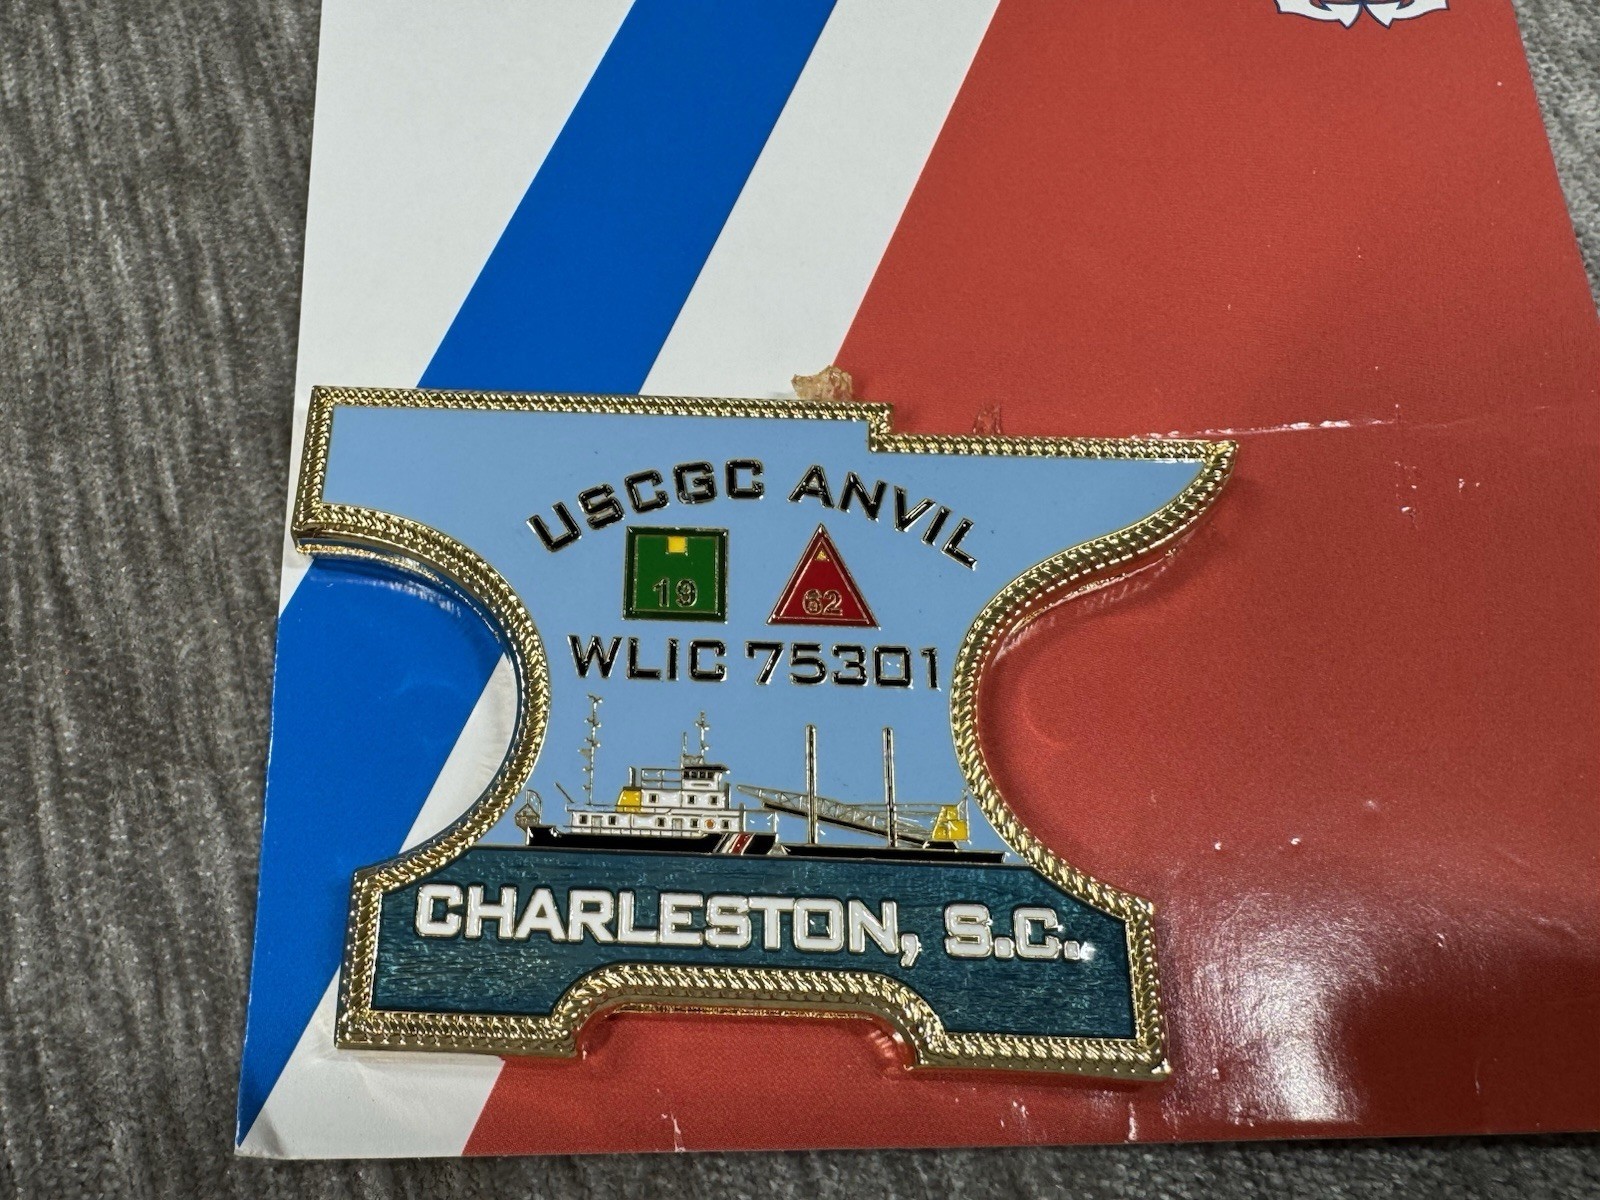 USCGC ANVIL
19 62
WLIC 75301
CHARLESTON, S.C.